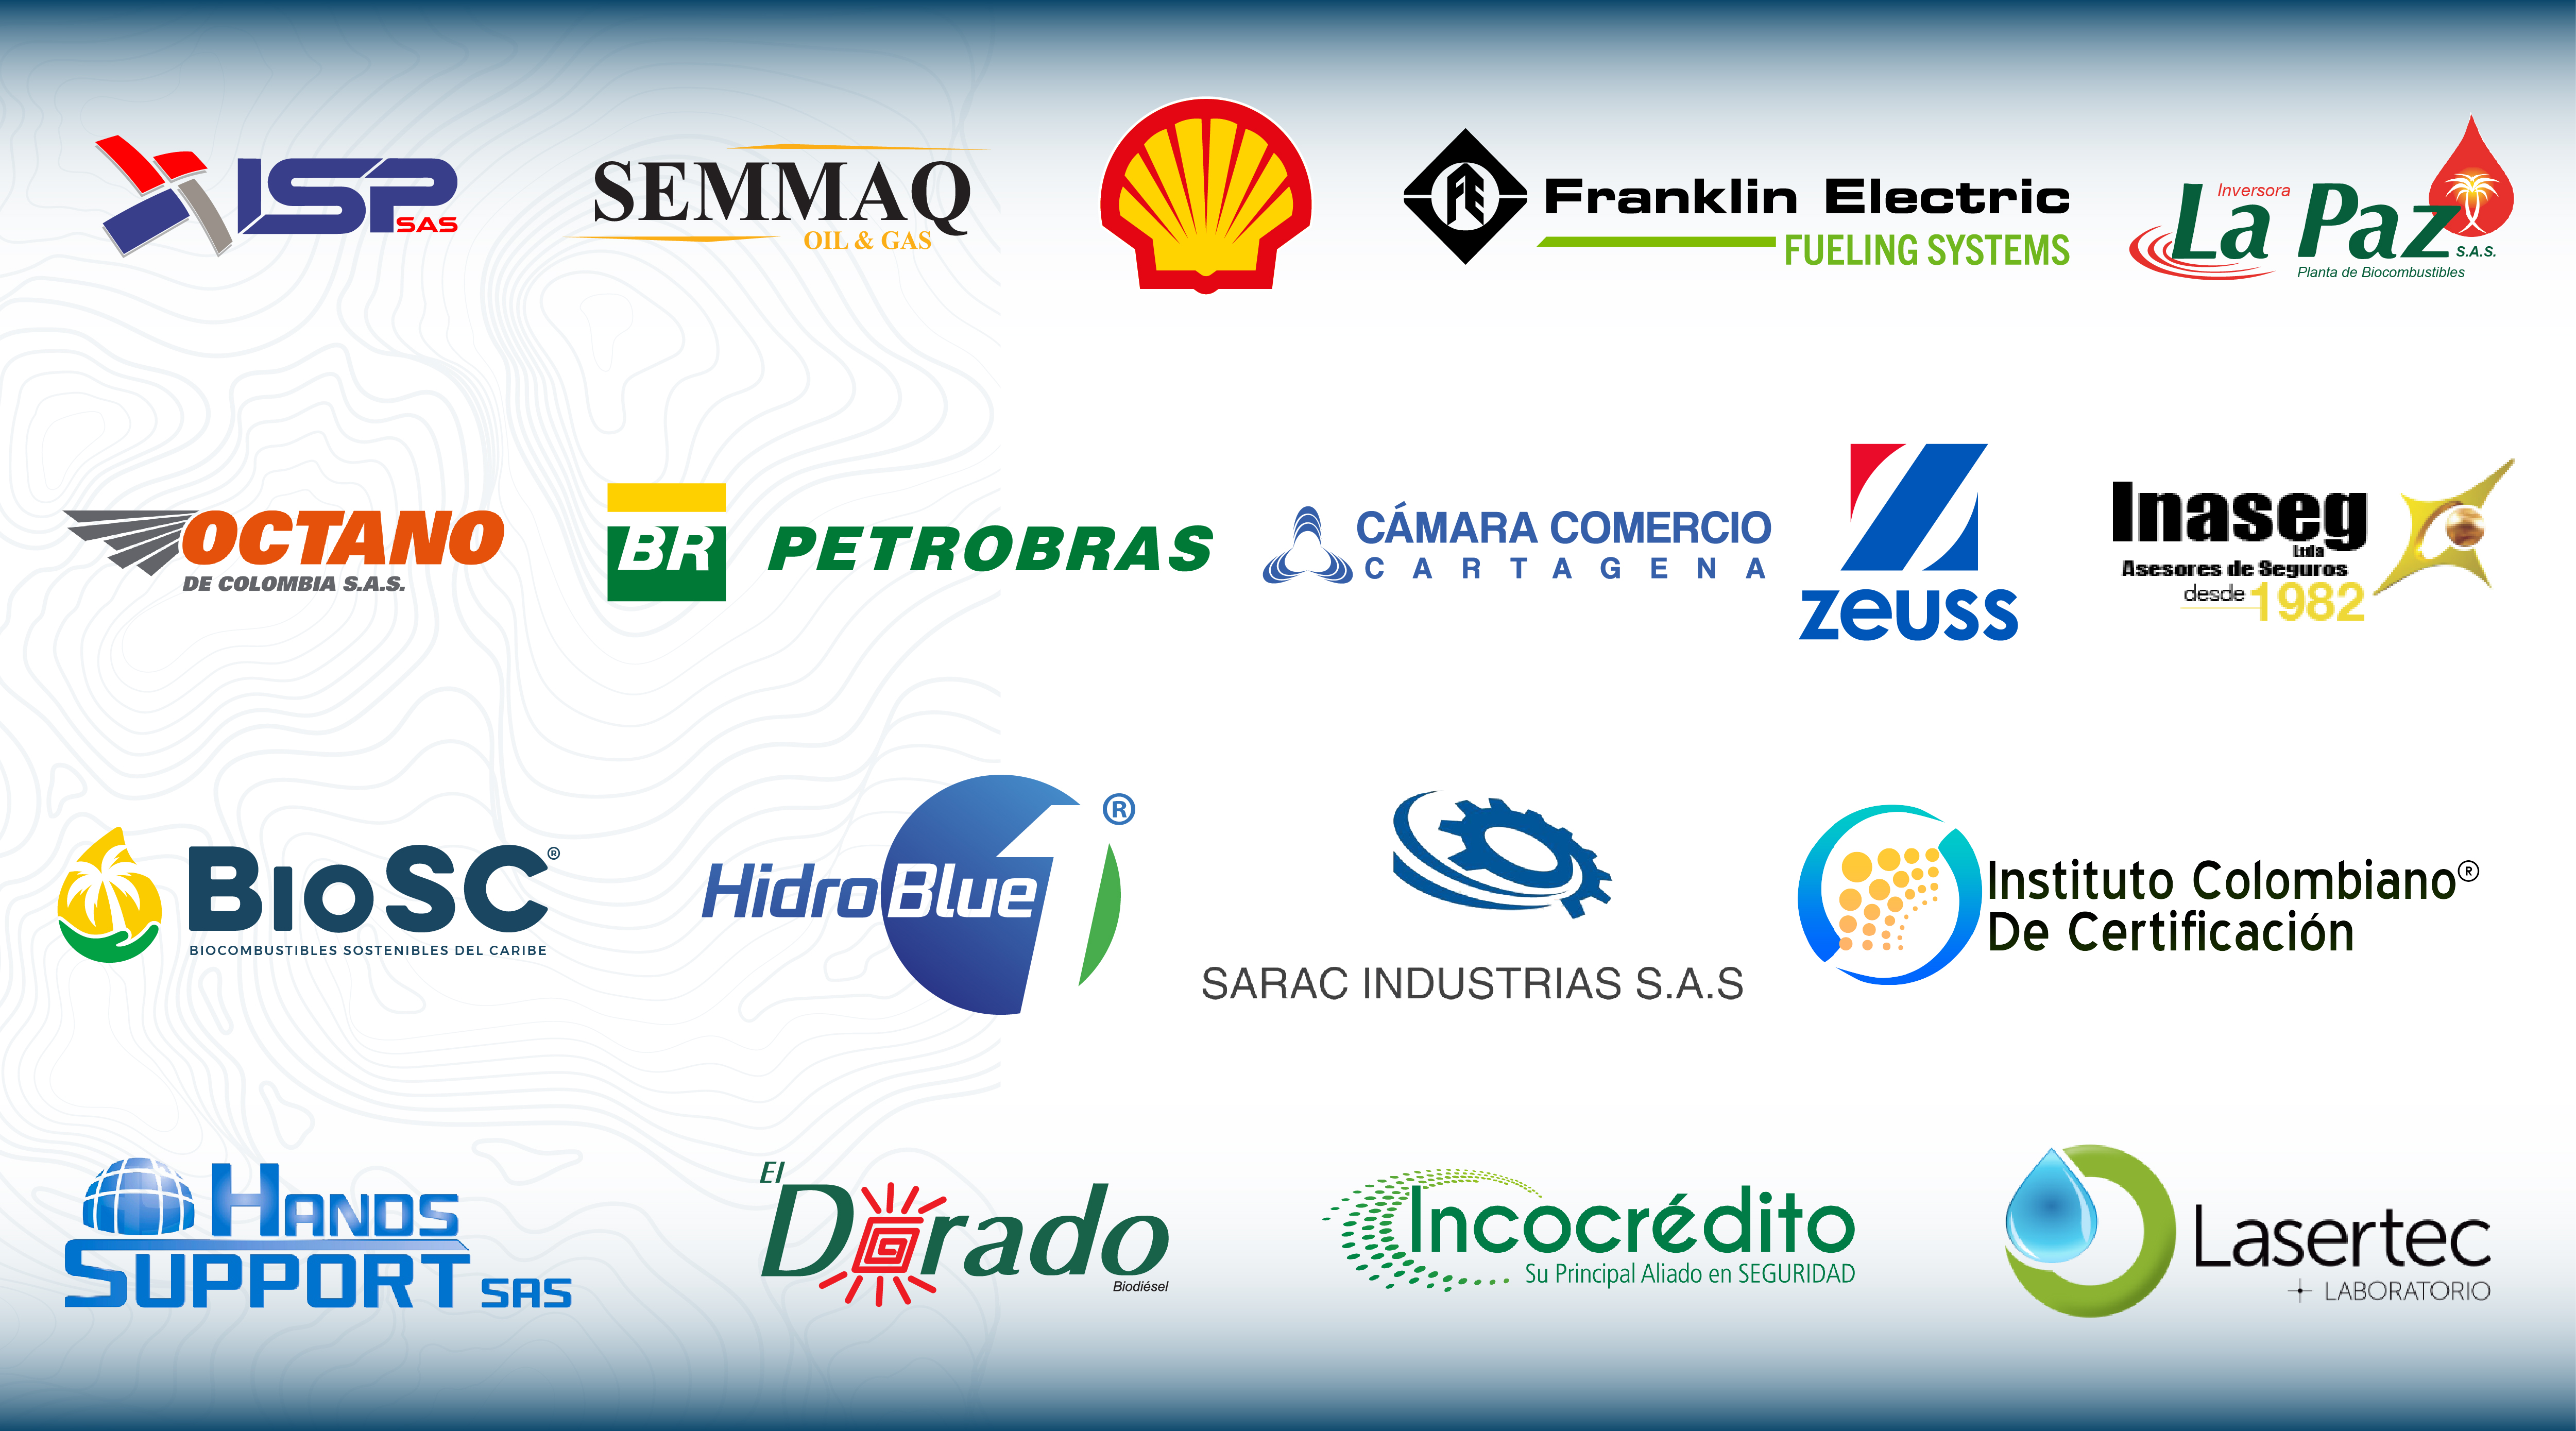 ISP
SAS
SEMMAQ
OIL & GAS
FE
Franklin Electric
FUELING SYSTEMS
Inversora
La Paz
S.A.S.
Planta de Biocombustibles
OCTANO
DE COLOMBIA S.A.S.
BR
PETROBRAS
CÁMARA COMERCIO
CARTAGENA
zeuss
Inaseg
Ltda
Asesores de Seguros
desde 1982
BioSC®
BIOCOMBUSTIBLES SOSTENIBLES DEL CARIBE
HidroBlue ®
SARAC INDUSTRIAS S.A.S
Instituto Colombiano®
De Certificación
HANDS
SUPPORT SAS
El
Dorado
Biodiésel
Incocrédito
Su Principal Aliado en SEGURIDAD
Lasertec
LABORATORIO